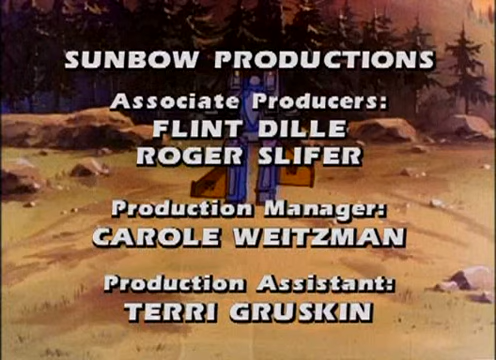 SUNBOW PRODUCTIONS
Associate Producers:
FLINT DILLE
ROGER SLIFER
Production Manager:
CAROLE WEITZMAN
Production Assistant:
TERRI GRUSKIN